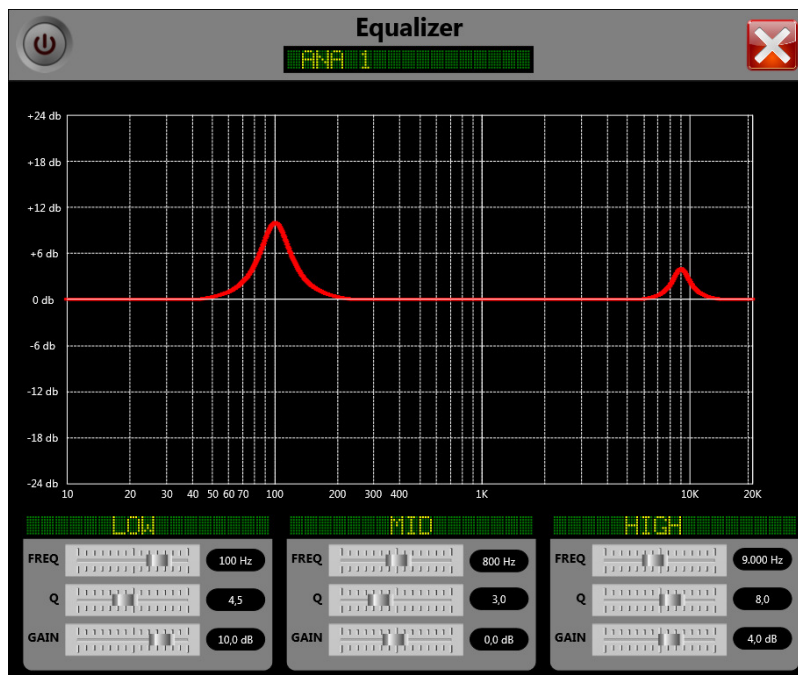 Equalizer
ANA 1
+24 db
+18 db
+12 db
+6 db
0 db
-6 db
-12 db
-18 db
-24 db
10 20 30 40 50 60 70 100 200 300 400 1K 10K 20K
LOW MID HIGH
FREQ 100 Hz FREQ 800 Hz FREQ 9.000 Hz
Q 4,5 Q 3,0 Q 8,0
GAIN 10,0 dB GAIN 0,0 dB GAIN 4,0 dB